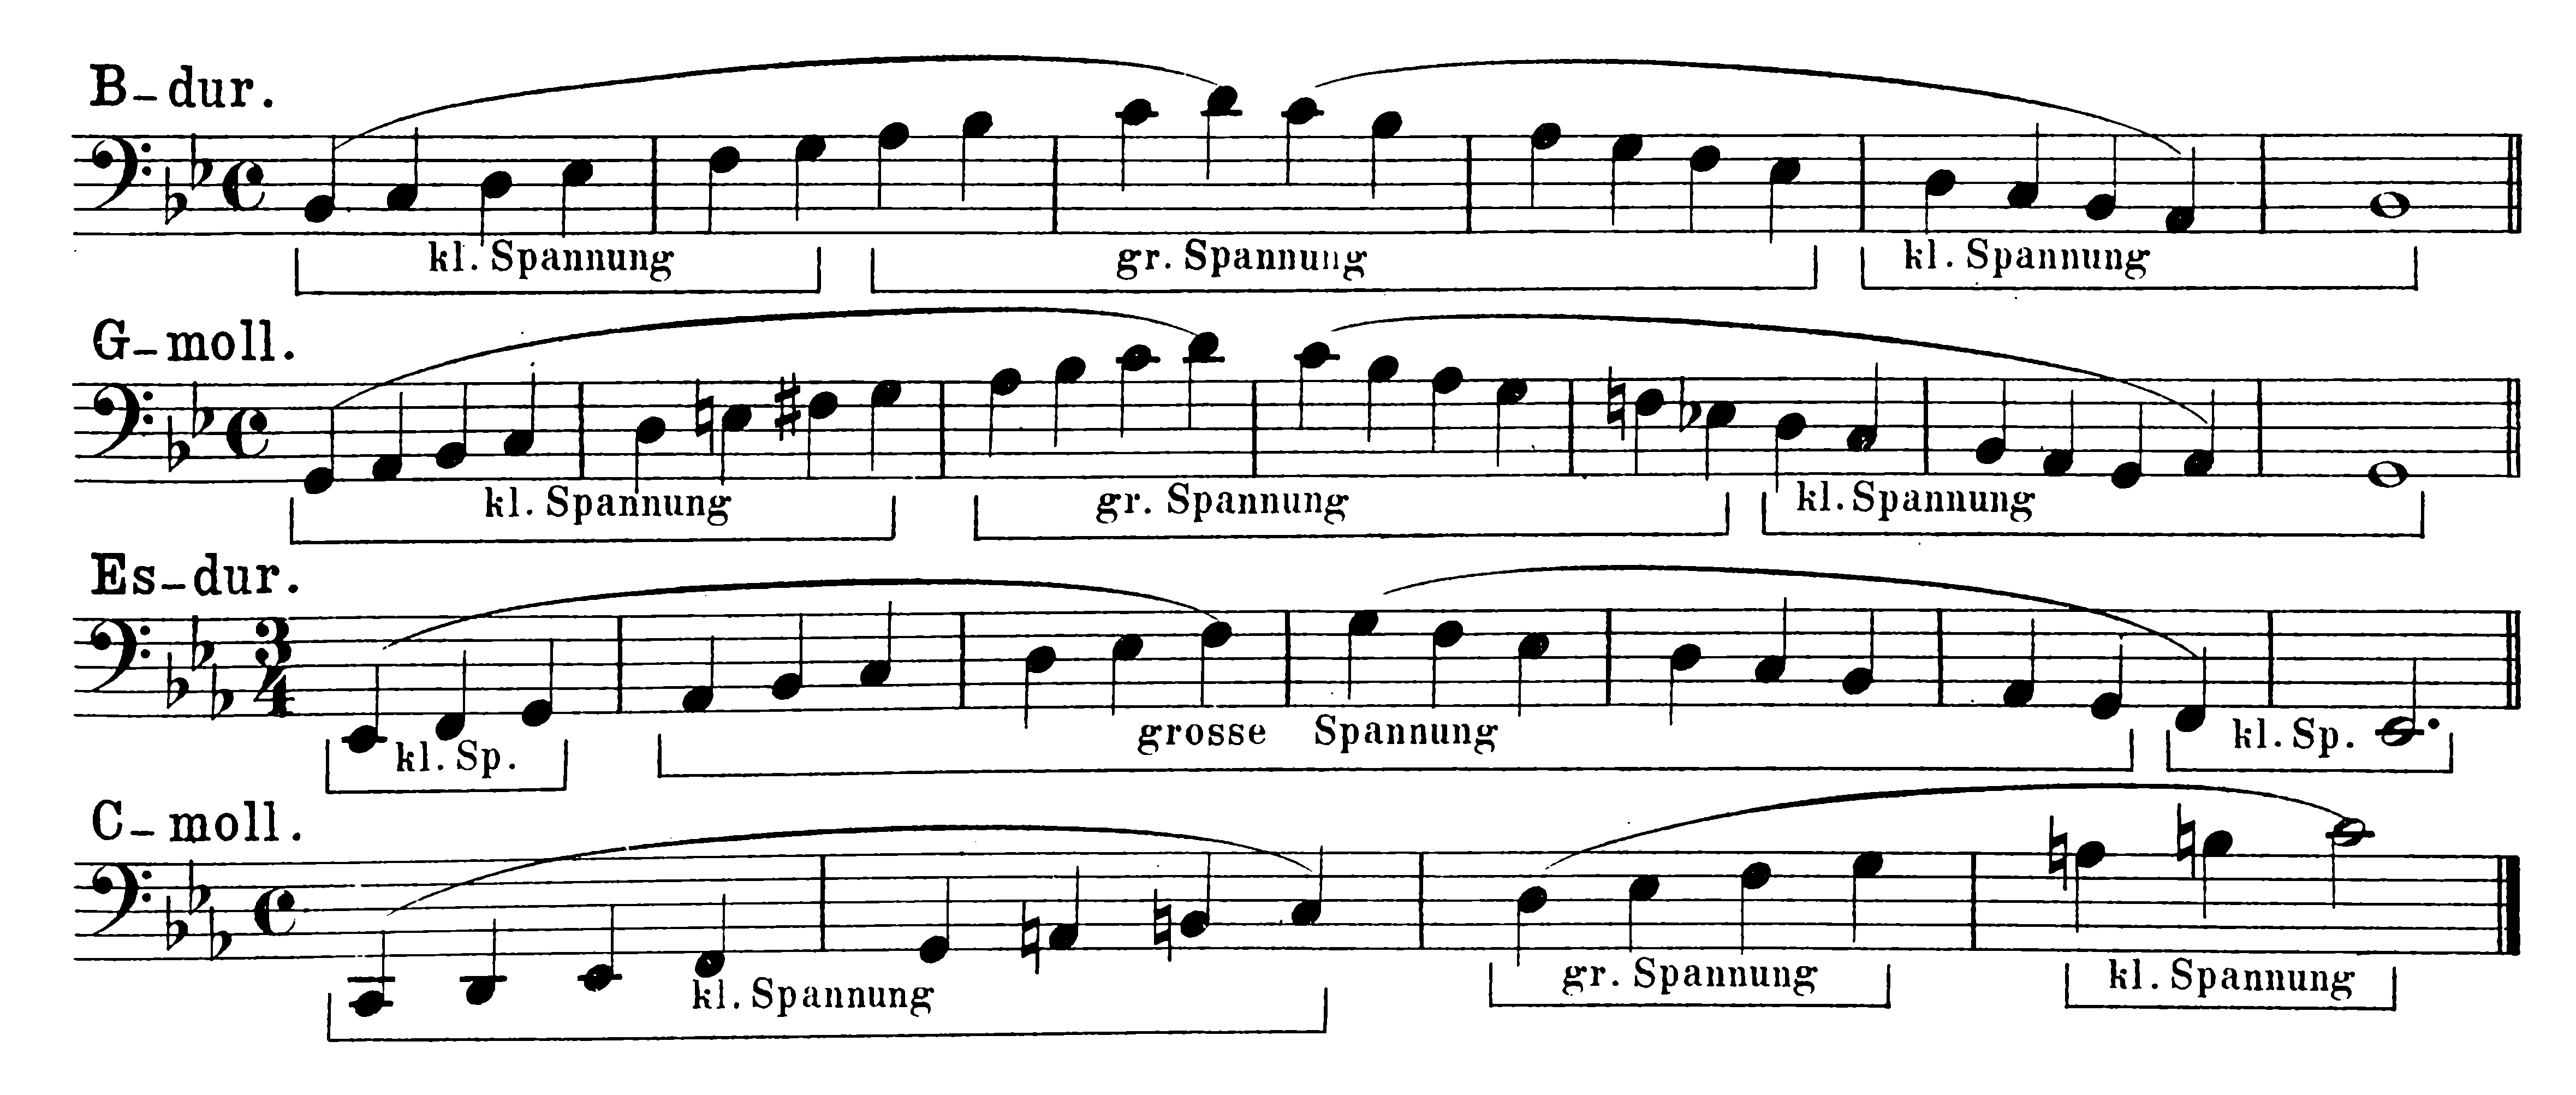 B-dur.
kl. Spannung gr. Spannung kl. Spannung
G-moll.
kl. Spannung gr. Spannung kl. Spannung
Es-dur.
3
4
kl. Sp. grosse Spannung kl. Sp.
C-moll.
kl. Spannung gr. Spannung kl. Spannung